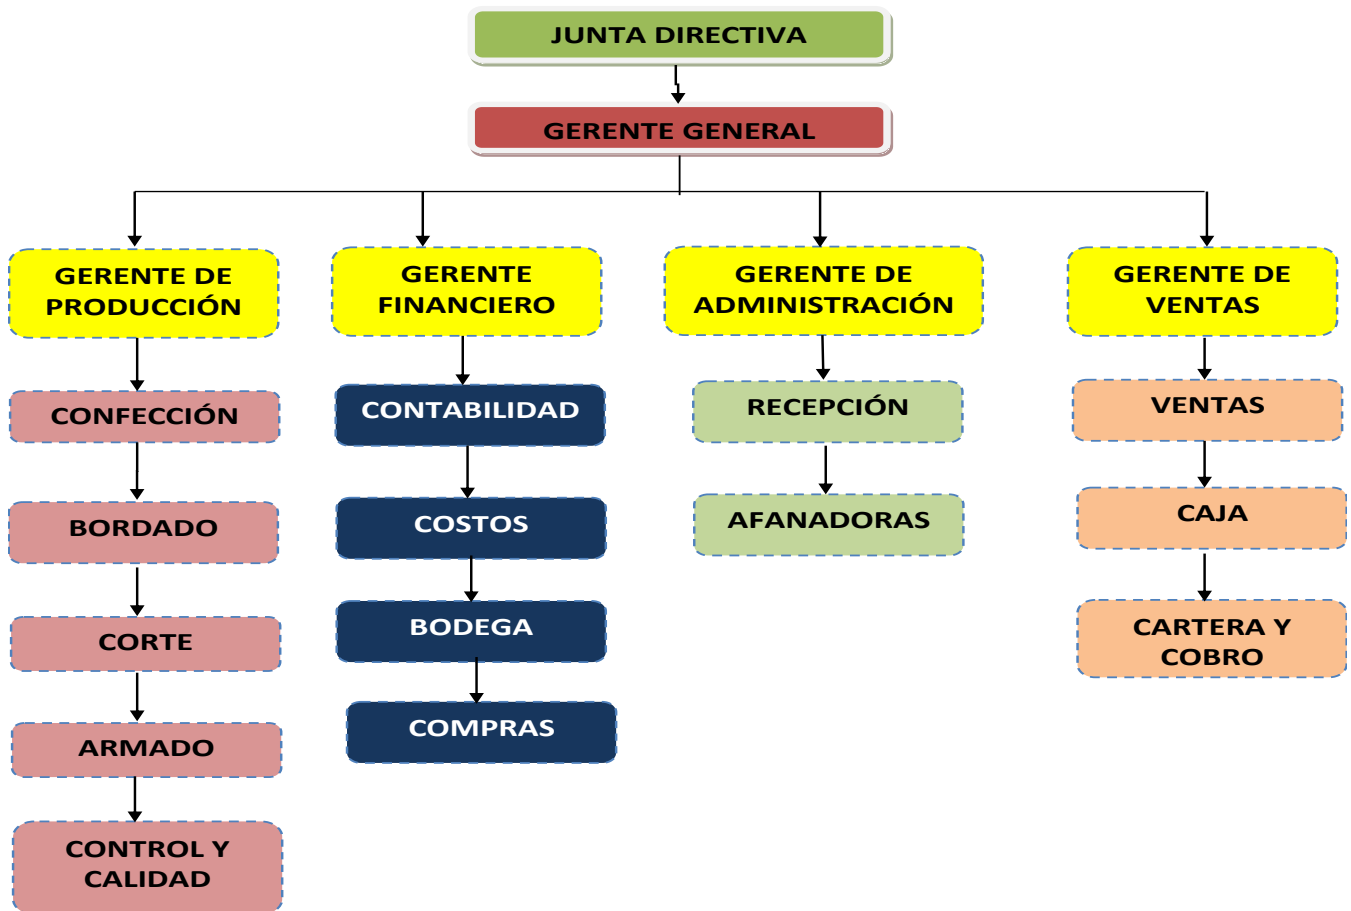 JUNTA DIRECTIVA
GERENTE GENERAL
GERENTE DE
PRODUCCIÓN
CONFECCIÓN
BORDADO
CORTE
ARMADO
CONTROL Y
CALIDAD
GERENTE
FINANCIERO
CONTABILIDAD
COSTOS
BODEGA
COMPRAS
GERENTE DE
ADMINISTRACIÓN
RECEPCIÓN
AFANADORAS
GERENTE DE
VENTAS
VENTAS
CAJA
CARTERA Y
COBRO